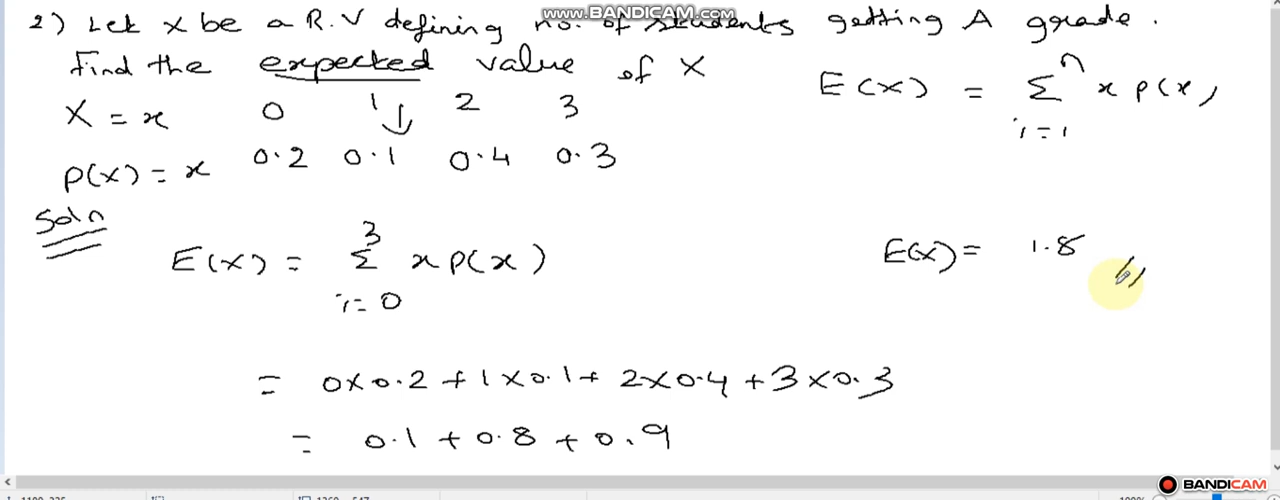 www.BANDICAM.com
2) Let X be a R.V defining no. of students getting A grade.
Find the expected value of X
E(X) = Σ x p(x)
n
i=1
X = x 0 1 2 3
P(X) = x 0.2 0.1 0.4 0.3
Soln
E(X) = Σ x P(x)
3
i=0
E(X) = 1.8
= 0×0.2 + 1×0.1 + 2×0.4 + 3×0.3
= 0.1 + 0.8 + 0.9
BANDICAM